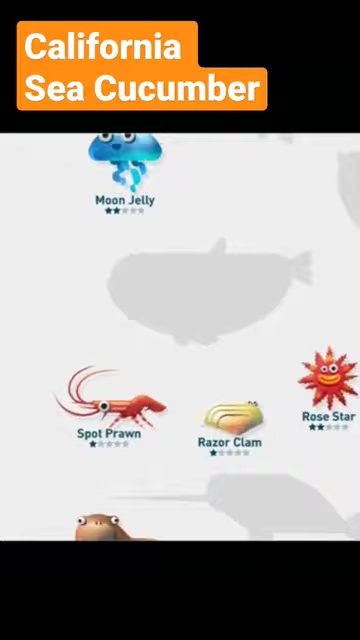 California
Sea Cucumber
Moon Jelly
Rose Star
Spot Prawn
Razor Clam